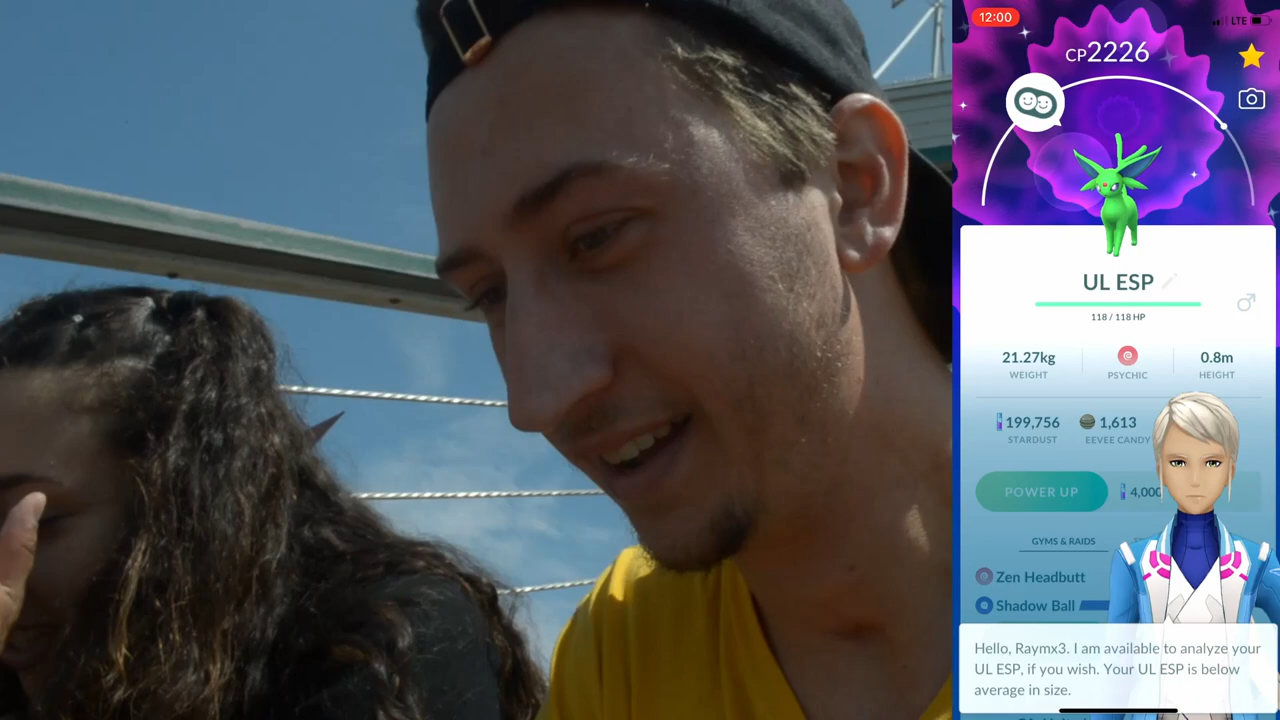 12:00
LTE
CP2226
UL ESP
118 / 118 HP
21.27kg
WEIGHT
PSYCHIC
0.8m
HEIGHT
199,756
STARDUST
1,613
EEVEE CANDY
POWER UP
4,000
GYMS & RAIDS
Zen Headbutt
Shadow Ball
Hello, Raymx3. I am available to analyze your
UL ESP, if you wish. Your UL ESP is below
average in size.